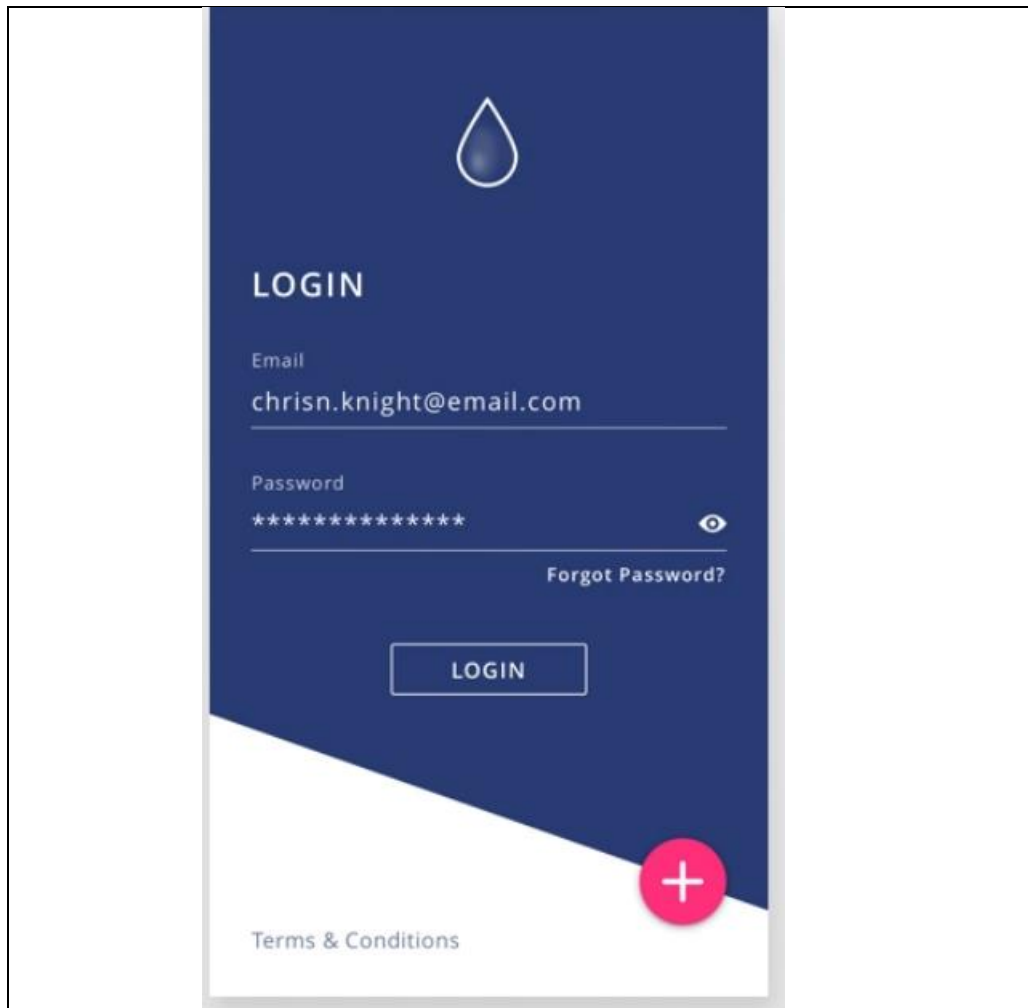 LOGIN
Email
chrisn.knight@email.com
Password
**************
Forgot Password?
LOGIN
Terms & Conditions